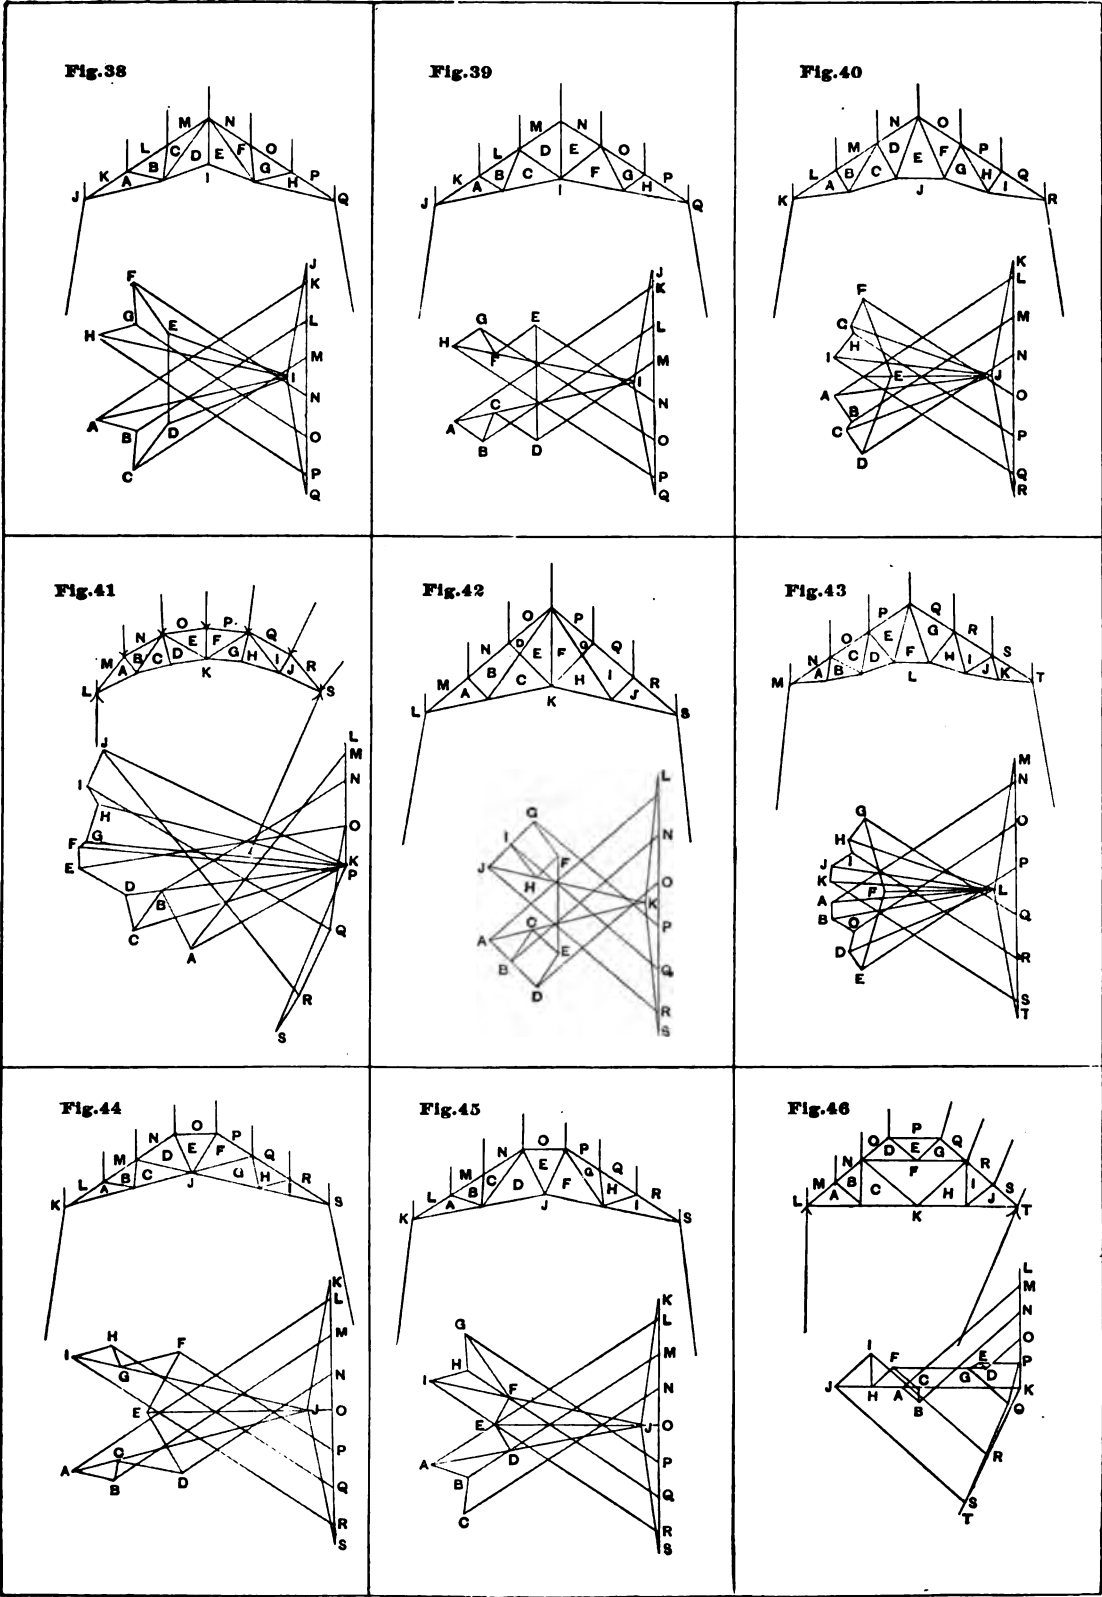 Fig.38
M N
L C D E F O
K A B G H P
J I Q
J
K
F
G E L
H M
I
N
A B D O
C P
Q
Fig.39
M N
L D E O
K A B C F G H P
J I Q
J
K
G E L
H F M
I
C N
A B D O
P
Q
Fig.40
N O
M D E F P
L A B C G H I Q
K J R
K
L
F
G M
H
I N
E J
A O
B
C P
D Q
R
Fig.41
N O P Q
M A B C D E F G H I J R
L K S
L
J M
I N
H
F G O
E K
P
D B
C Q
A
R
S
Fig.42
O P
N D E F G Q
M A B C H I J R
L K S
L
G
I N
J F
H O
K
C P
A E
B Q
D
R
S
Fig.43
P Q
O E F G R
N A B C D H I J K S
M L T
M
N
G O
H
J I P
K F L
A
B O Q
D R
E
S
T
Fig.44
O
N D E F P
M B C G H Q
L A J I R
K S
K
L
H F M
I G
N
E J O
C P
A B D Q
R
S
Fig.45
N O P
M C D E F G Q
L A B H I R
K J S
K
L
G
H M
I F N
E J O
A D P
B Q
C R
S
Fig.46
P
O D E G Q
N F R
M A B C H I J S
L K T
L
M
N
O
I F E P
J H A C G D K
B Q
R
S
T